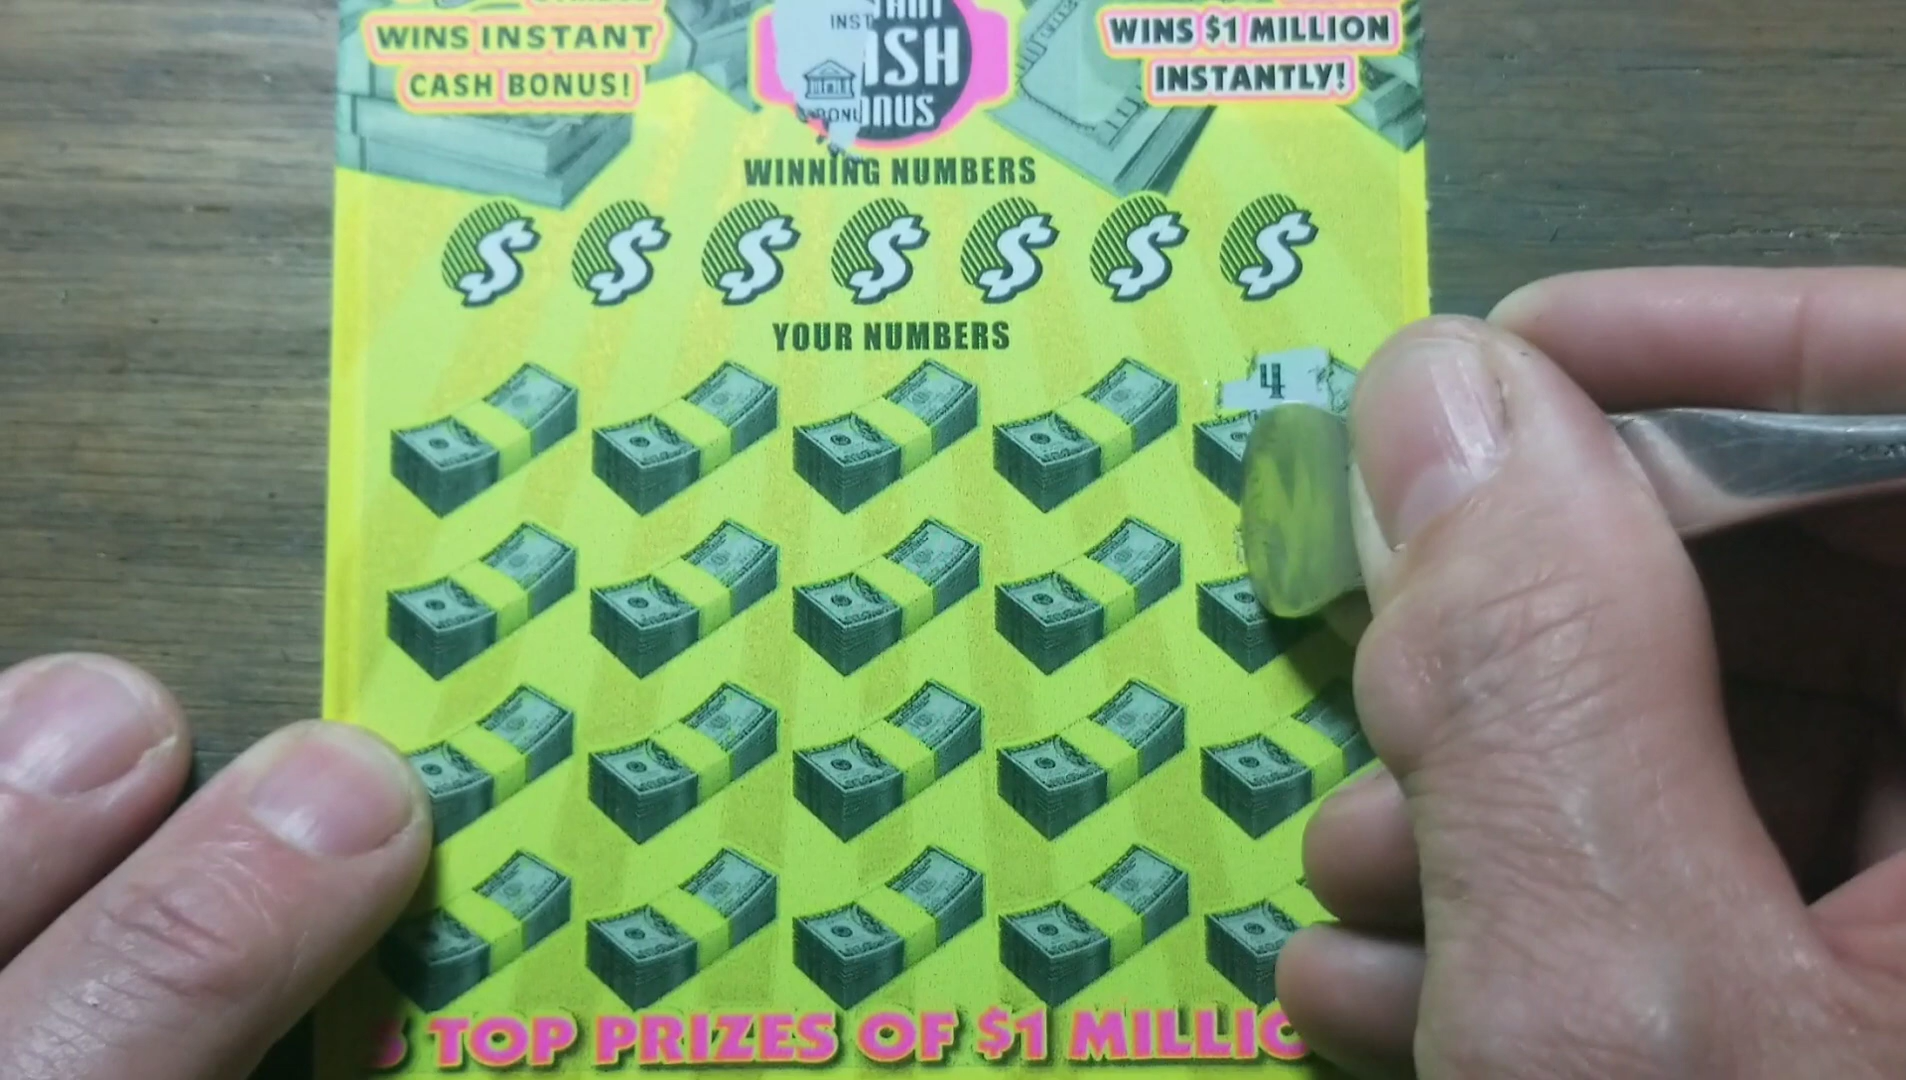 WINS INSTANT
CASH BONUS!
INST
ASH
BONUS
WINS $1 MILLION
INSTANTLY!
WINNING NUMBERS
YOUR NUMBERS
4
TOP PRIZES OF $1 MILLIO